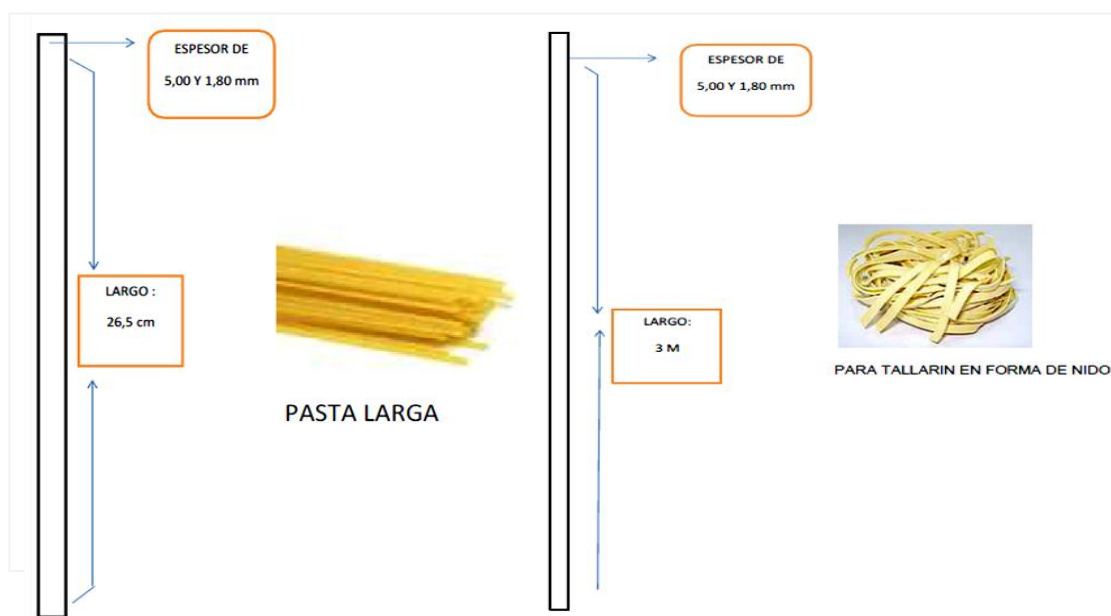 ESPESOR DE
5,00 Y 1,80 mm
LARGO :
26,5 cm
PASTA LARGA
ESPESOR DE
5,00 Y 1,80 mm
LARGO:
3 M
PARA TALLARIN EN FORMA DE NIDO